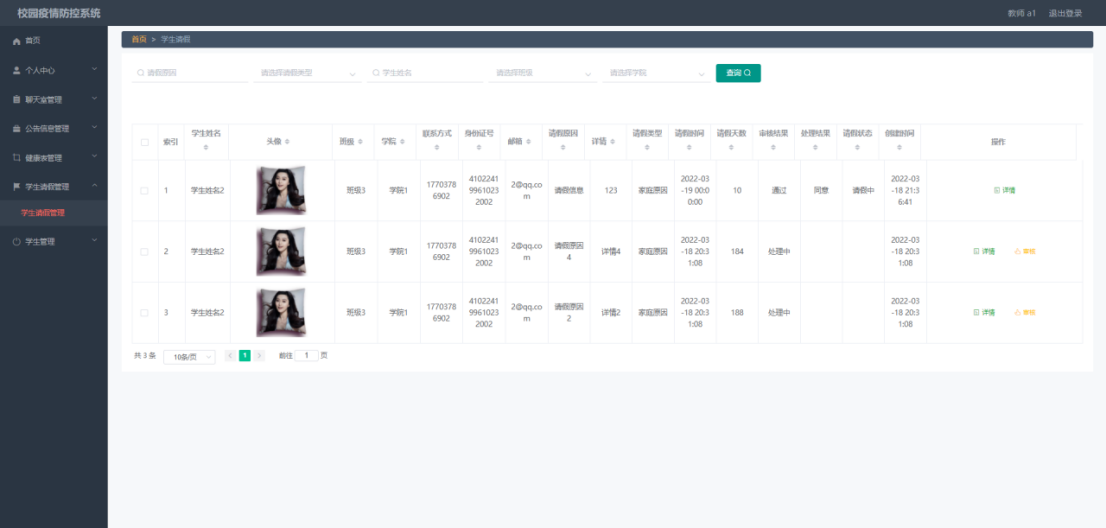 校园疫情防控系统
教师 a1 退出登录
首页
个人中心
聊天室管理
公告信息管理
健康表管理
学生请假管理
学生请假管理
学生管理
首页 > 学生请假
请假原因 请选择请假类型 学生姓名 请选择班级 请选择学院 查询
索引 学生姓名 头像 班级 学院 联系方式 身份证号 邮箱 请假原因 详情 请假类型 请假时间 请假天数 审核结果 处理结果 请假状态 创建时间 操作
1 学生姓名2 班级3 学院1 17703786902 410224199610232002 2@qq.com 请假信息 123 家庭原因 2022-03-19 00:00:00 10 通过 同意 请假中 2022-03-18 21:36:41 详情
2 学生姓名2 班级3 学院1 17703786902 410224199610232002 2@qq.com 请假原因4 详情4 家庭原因 2022-03-18 20:31:08 184 处理中 2022-03-18 20:31:08 详情 审核
3 学生姓名2 班级3 学院1 17703786902 410224199610232002 2@qq.com 请假原因2 详情2 家庭原因 2022-03-18 20:31:08 188 处理中 2022-03-18 20:31:08 详情 审核
共 3 条 10条/页 < 1 > 前往 1 页